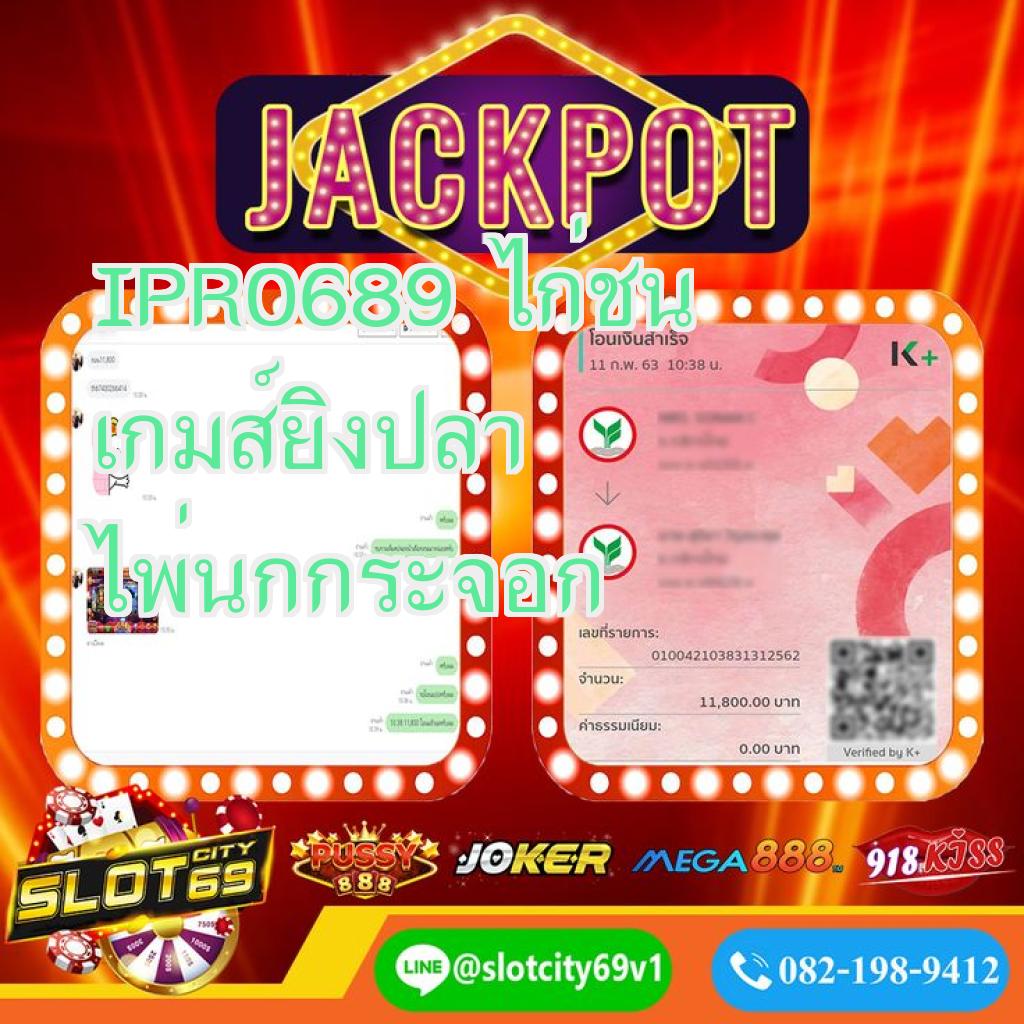 JACKPOT
IPRO689 ไก่ชน
เกมส์ยิงปลา
ไพ่นกกระจอก
โอนเงินสำเร็จ
11 ก.พ. 63 10:38 น.
K+
เลขที่รายการ:
010042103831312562
จำนวน:
11,800.00 บาท
ค่าธรรมเนียม:
0.00 บาท
Verified by K+
SLOT CITY 69
PUSSY 888
JOKER
MEGA888
918KISS
LINE @slotcity69v1
082-198-9412